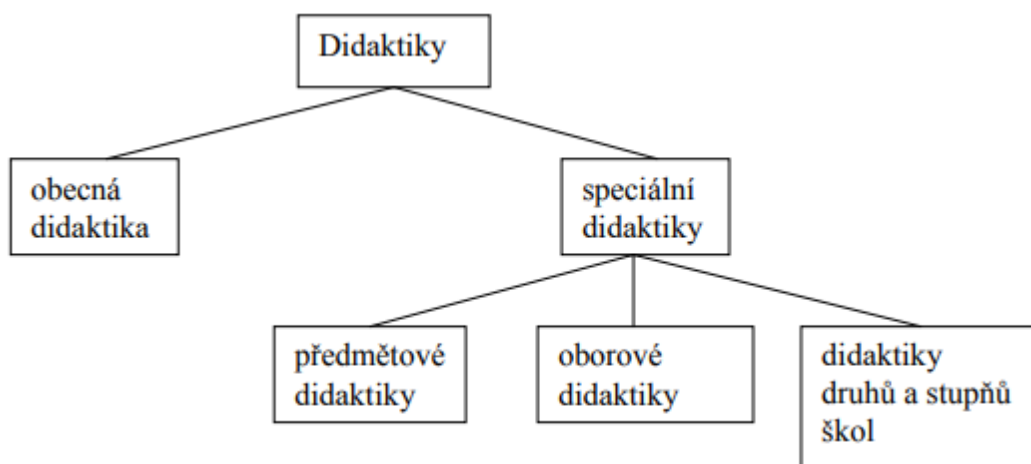 Didaktiky
obecná
didaktika
speciální
didaktiky
předmětové
didaktiky
oborové
didaktiky
didaktiky
druhů a stupňů
škol